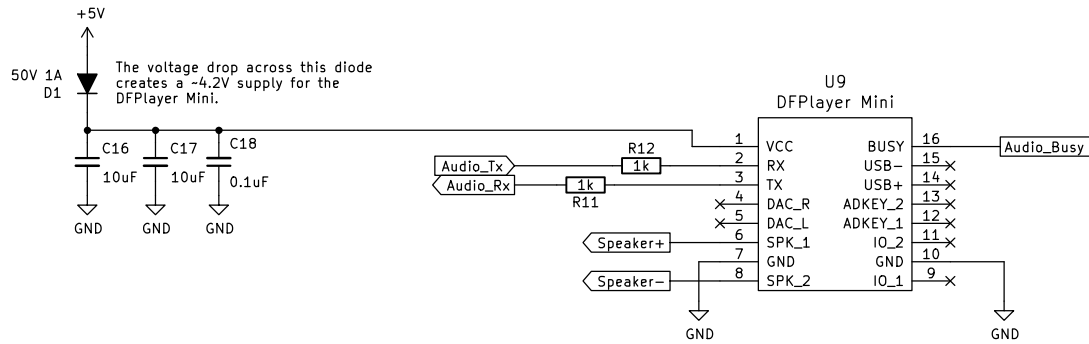 +5V
50V 1A
D1
The voltage drop across this diode
creates a ~4.2V supply for the
DFPlayer Mini.
C16
10uF
C17
10uF
C18
0.1uF
GND
GND
GND
U9
DFPlayer Mini
1
VCC
2
RX
3
TX
4
DAC_R
5
DAC_L
6
SPK_1
7
GND
8
SPK_2
BUSY
16
USB-
15
USB+
14
ADKEY_2
13
ADKEY_1
12
IO_2
11
GND
10
IO_1
9
R12
1k
Audio_Tx
Audio_Rx
1k
R11
Speaker+
Speaker-
Audio_Busy
GND
GND